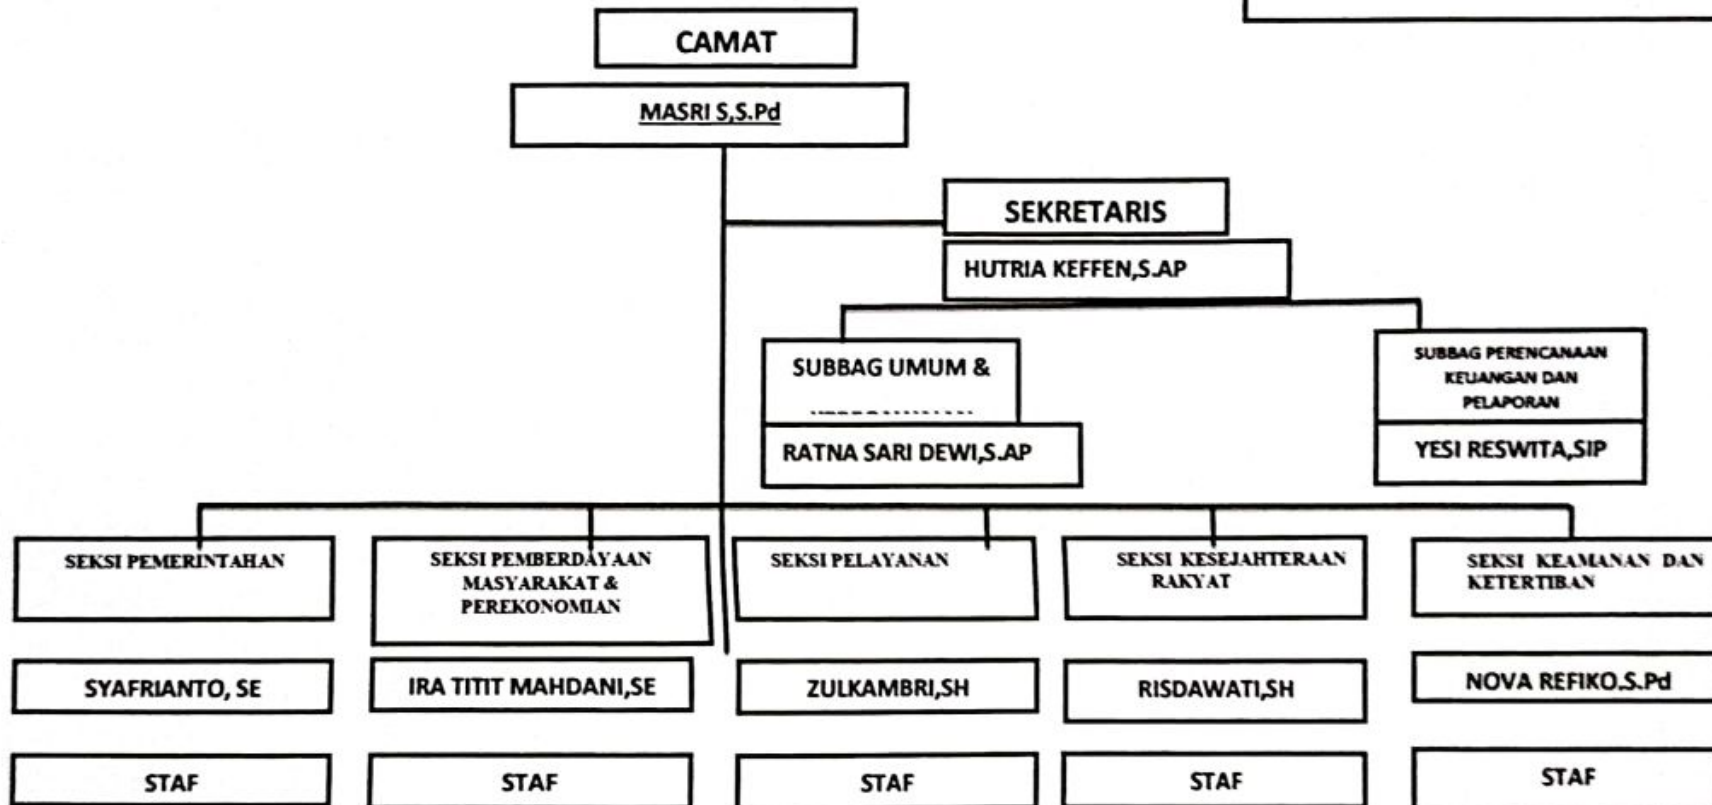 CAMAT
MASRI S,S.Pd
SEKRETARIS
HUTRIA KEFFEN,S.AP
SUBBAG UMUM &
RATNA SARI DEWI,S.AP
SUBBAG PERENCANAAN
KEUANGAN DAN
PELAPORAN
YESI RESWITA,SIP
SEKSI PEMERINTAHAN
SEKSI PEMBERDAYAAN
MASYARAKAT &
PEREKONOMIAN
SEKSI PELAYANAN
SEKSI KESEJAHTERAAN
RAKYAT
SEKSI KEAMANAN DAN
KETERTIBAN
SYAFRIANTO, SE
IRA TITIT MAHDANI,SE
ZULKAMBRI,SH
RISDAWATI,SH
NOVA REFIKO.S.Pd
STAF
STAF
STAF
STAF
STAF